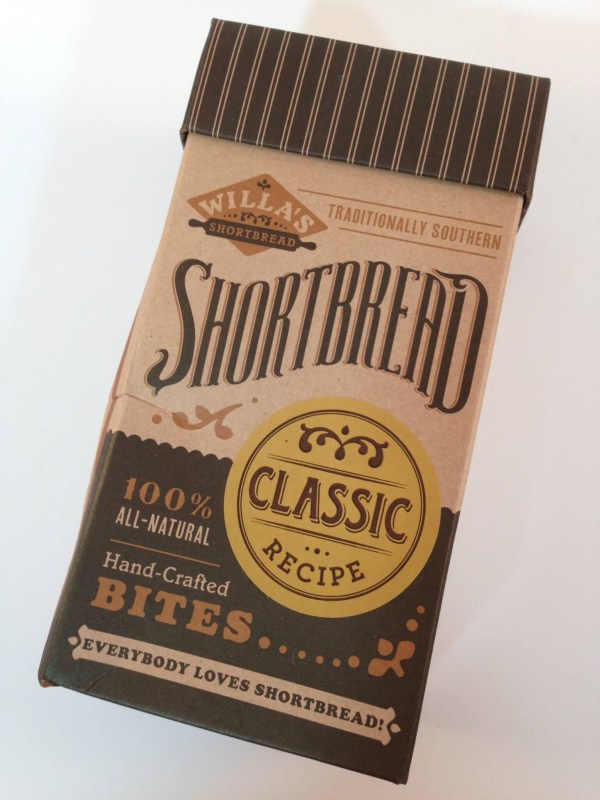 WILLA'S
SHORTBREAD
TRADITIONALLY SOUTHERN
SHORTBREAD
CLASSIC
RECIPE
100%
ALL-NATURAL
Hand-Crafted
BITES
EVERYBODY LOVES SHORTBREAD!